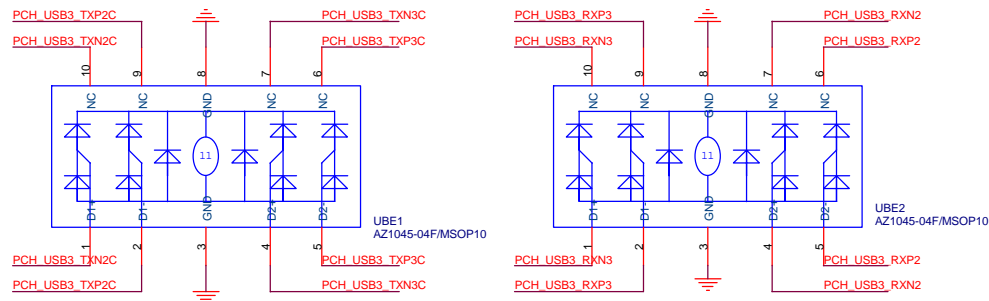 PCH_USB3_TXP2C
PCH_USB3_TXN2C
PCH_USB3_TXN3C
PCH_USB3_TXP3C
10
9
8
7
6
NC
NC
GND
NC
NC
11
D1+
D1-
GND
D2+
D2-
UBE1
AZ1045-04F/MSOP10
1
2
3
4
5
PCH_USB3_TXN2C
PCH_USB3_TXP2C
PCH_USB3_TXP3C
PCH_USB3_TXN3C
PCH_USB3_RXP3
PCH_USB3_RXN3
PCH_USB3_RXN2
PCH_USB3_RXP2
10
9
8
7
6
NC
NC
GND
NC
NC
11
D1+
D1-
GND
D2+
D2-
UBE2
AZ1045-04F/MSOP10
1
2
3
4
5
PCH_USB3_RXN3
PCH_USB3_RXP3
PCH_USB3_RXP2
PCH_USB3_RXN2